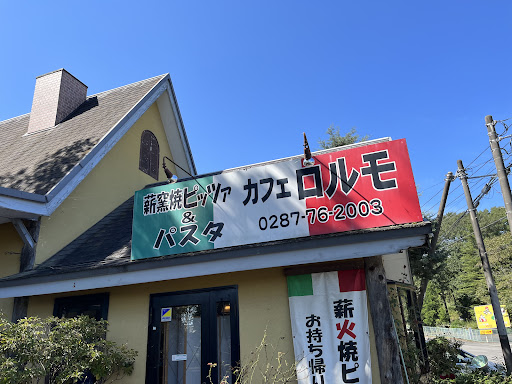 薪窯焼ピッツァ カフェ ロルモ
&
パスタ
0287-76-2003
薪火焼ピ
お持ち帰り